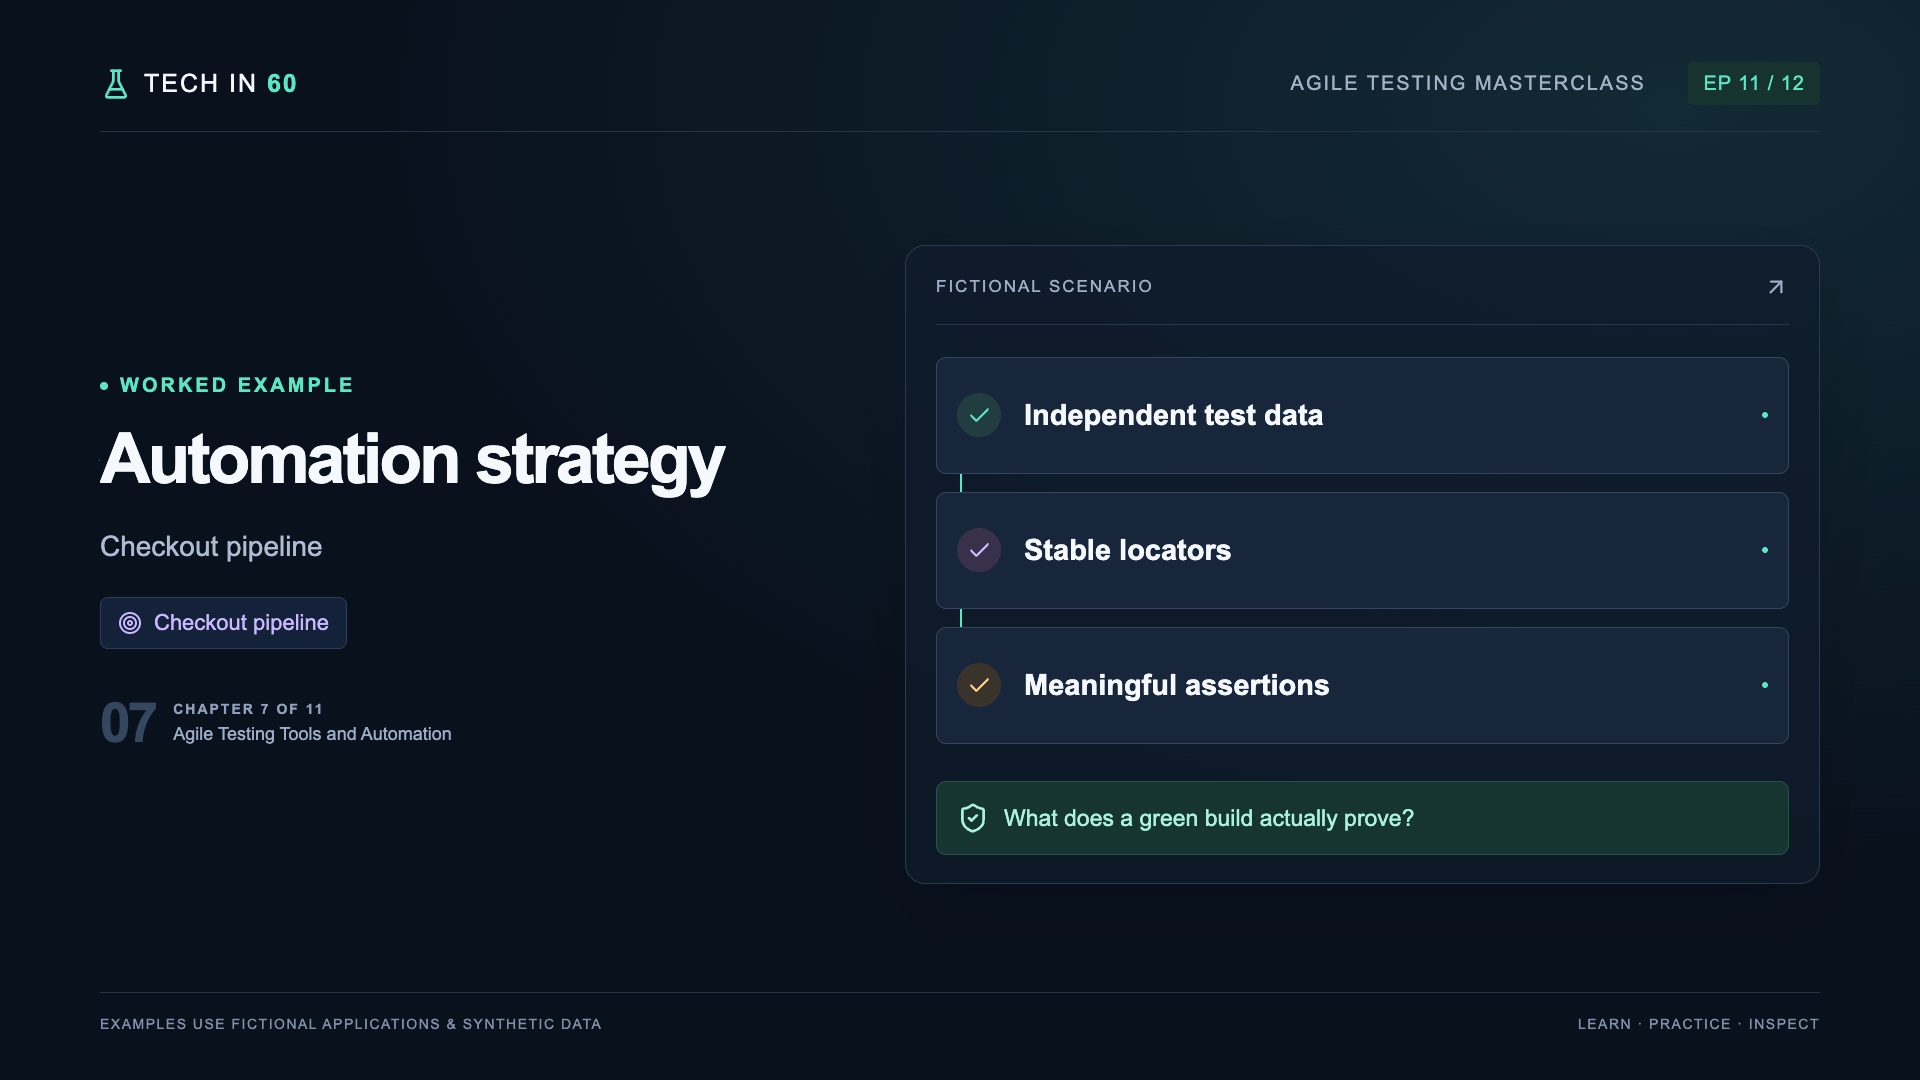 TECH IN 60
AGILE TESTING MASTERCLASS
EP 11 / 12
WORKED EXAMPLE
Automation strategy
Checkout pipeline
Checkout pipeline
07
CHAPTER 7 OF 11
Agile Testing Tools and Automation
FICTIONAL SCENARIO
Independent test data
Stable locators
Meaningful assertions
What does a green build actually prove?
EXAMPLES USE FICTIONAL APPLICATIONS & SYNTHETIC DATA
LEARN · PRACTICE · INSPECT